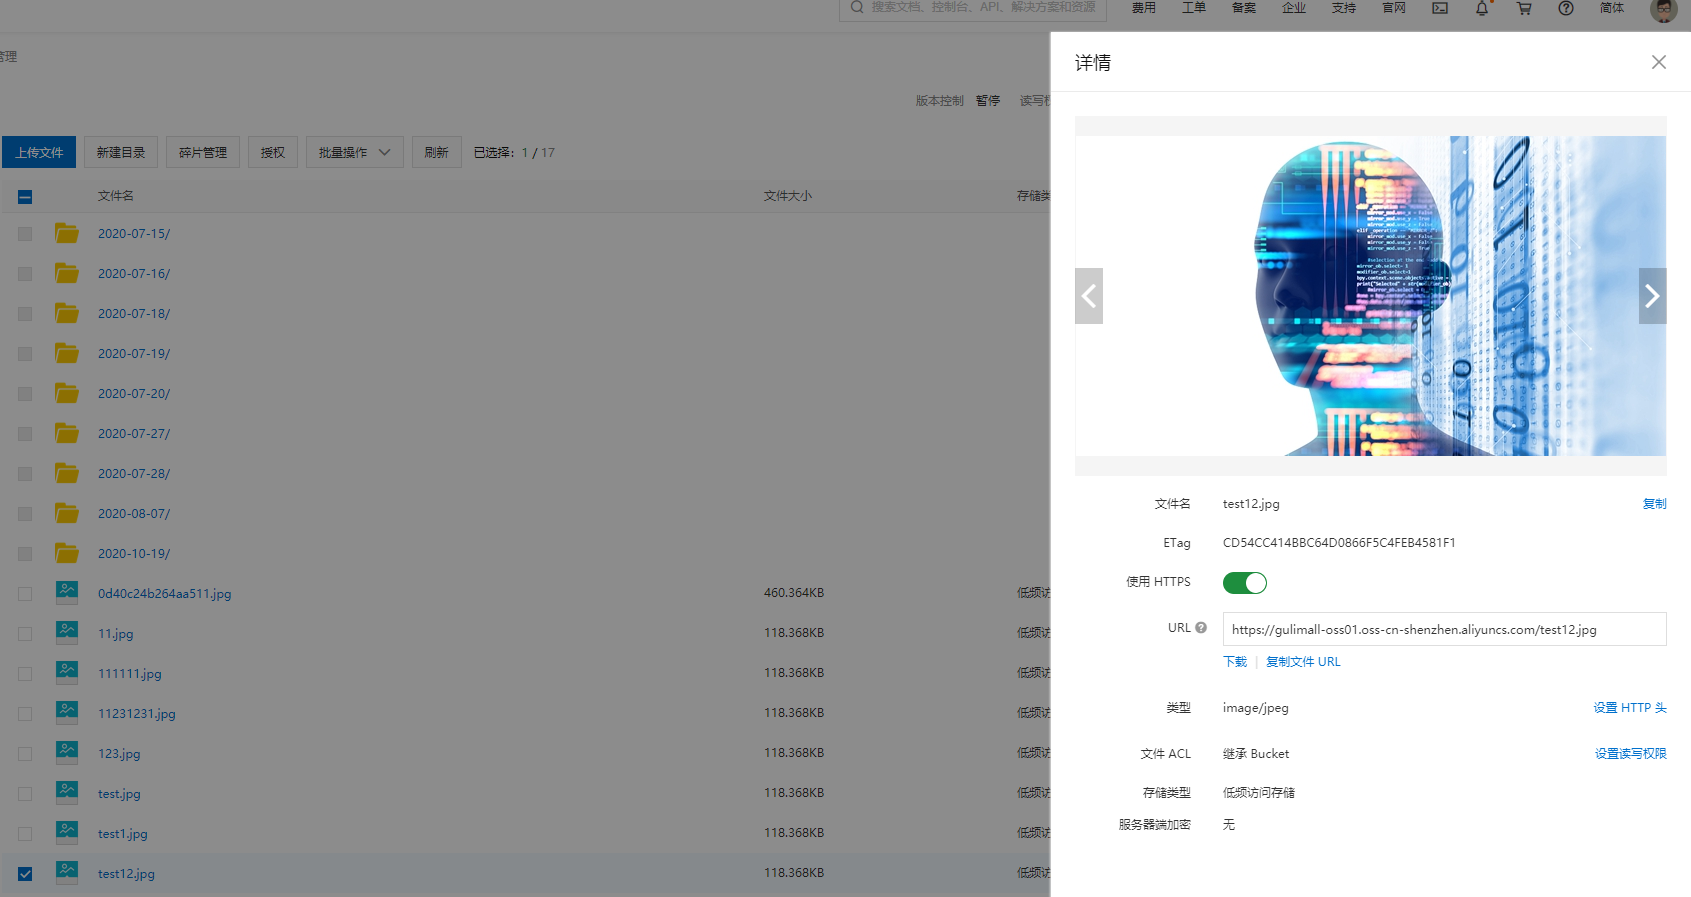 搜索文档、控制台、API、解决方案和资源
费用 工单 备案 企业 支持 官网 简体
管理
版本控制 暂停 读写权
上传文件 新建目录 碎片管理 授权 批量操作 刷新 已选择: 1 / 17
文件名 文件大小 存储类
2020-07-15/
2020-07-16/
2020-07-18/
2020-07-19/
2020-07-20/
2020-07-27/
2020-07-28/
2020-08-07/
2020-10-19/
0d40c24b264aa511.jpg 460.364KB 低频访
11.jpg 118.368KB 低频访
111111.jpg 118.368KB 低频访
11231231.jpg 118.368KB 低频访
123.jpg 118.368KB 低频访
test.jpg 118.368KB 低频访
test1.jpg 118.368KB 低频访
test12.jpg 118.368KB 低频访
详情
文件名 test12.jpg 复制
ETag CD54CC414BBC64D0866F5C4FEB4581F1
使用 HTTPS
URL https://gulimall-oss01.oss-cn-shenzhen.aliyuncs.com/test12.jpg
下载 | 复制文件 URL
类型 image/jpeg 设置 HTTP 头
文件 ACL 继承 Bucket 设置读写权限
存储类型 低频访问存储
服务器端加密 无